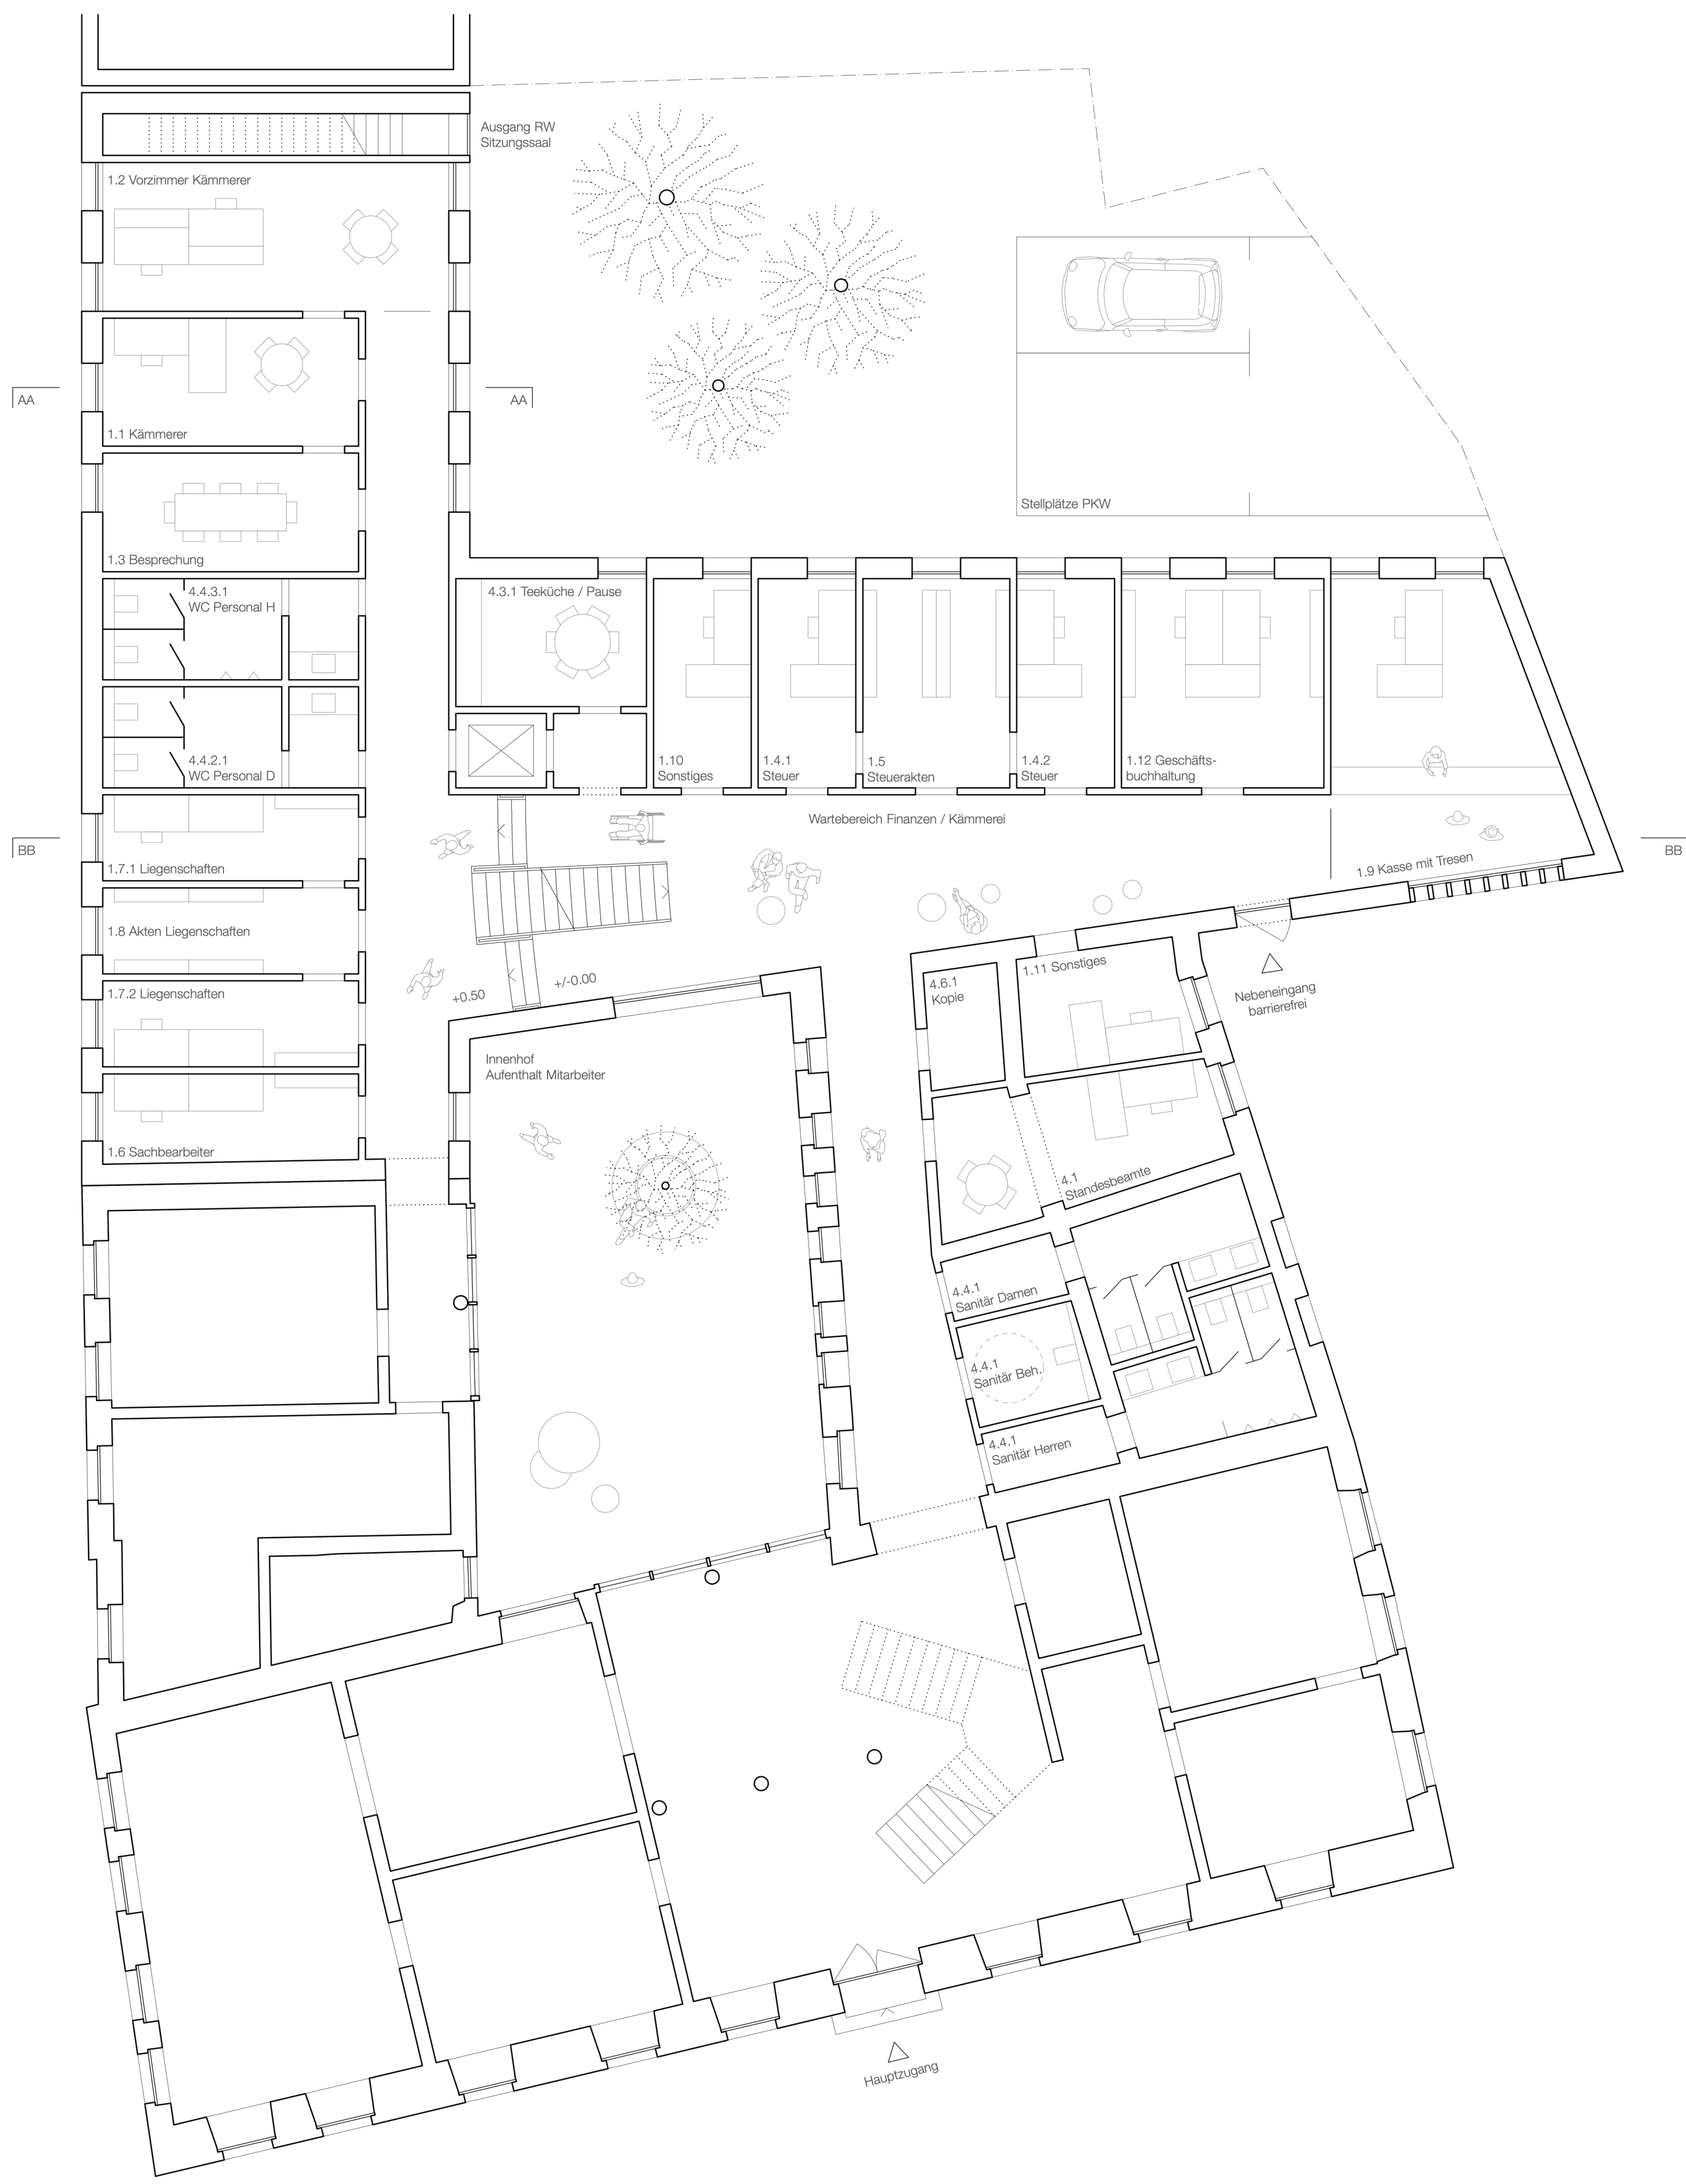 Ausgang RW
Sitzungssaal
1.2 Vorzimmer Kämmerer
AA
AA
1.1 Kämmerer
Stellplätze PKW
1.3 Besprechung
4.4.3.1
WC Personal H
4.3.1 Teeküche / Pause
4.4.2.1
WC Personal D
1.10
Sonstiges
1.4.1
Steuer
1.5
Steuerakten
1.4.2
Steuer
1.12 Geschäfts-
buchhaltung
Wartebereich Finanzen / Kämmerei
BB
BB
1.7.1 Liegenschaften
1.9 Kasse mit Tresen
1.8 Akten Liegenschaften
1.7.2 Liegenschaften
+0.50
+/-0.00
4.6.1
Kopie
1.11 Sonstiges
Nebeneingang
barrierefrei
Innenhof
Aufenthalt Mitarbeiter
1.6 Sachbearbeiter
4.1
Standesbeamte
4.4.1
Sanitär Damen
4.4.1
Sanitär Beh.
4.4.1
Sanitär Herren
Hauptzugang